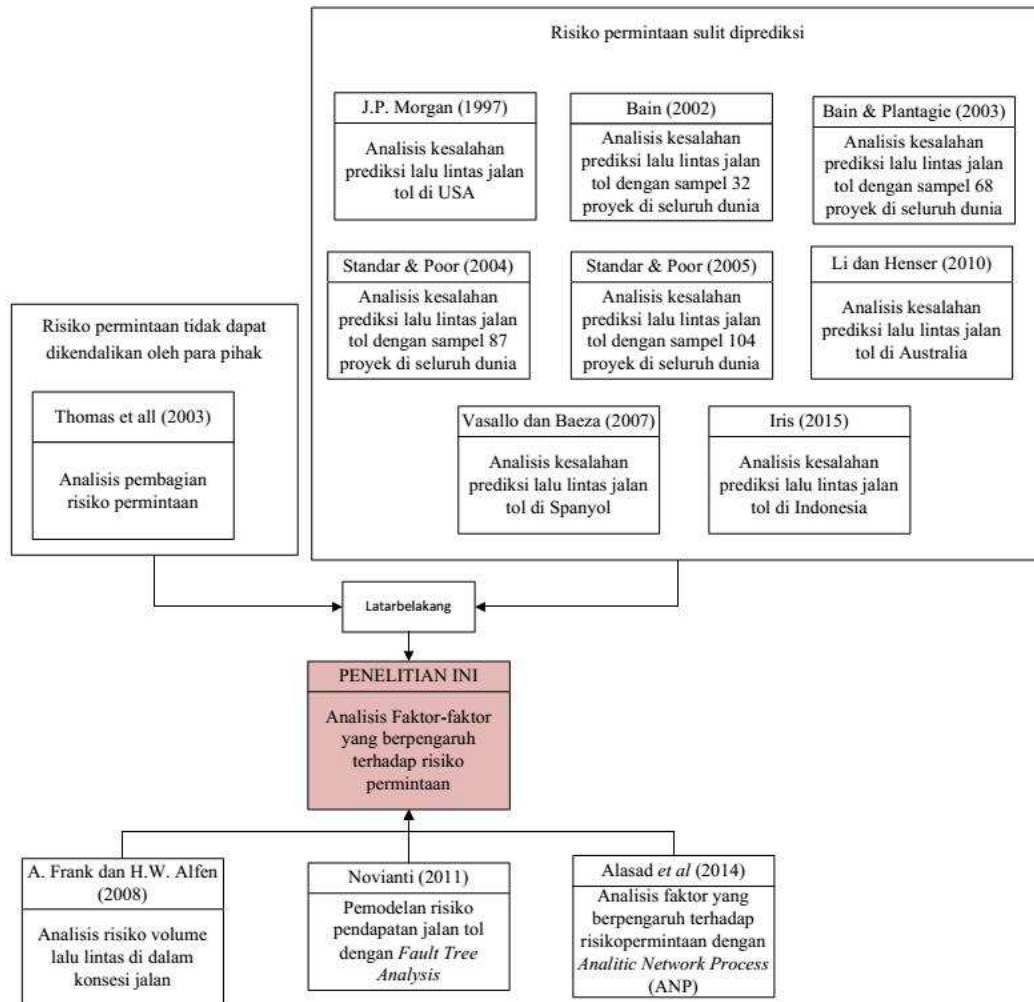 Risiko permintaan sulit diprediksi
J.P. Morgan (1997)
Analisis kesalahan
prediksi lalu lintas jalan
tol di USA
Bain (2002)
Analisis kesalahan
prediksi lalu lintas jalan
tol dengan sampel 32
proyek di seluruh dunia
Bain & Plantagie (2003)
Analisis kesalahan
prediksi lalu lintas jalan
tol dengan sampel 68
proyek di seluruh dunia
Standar & Poor (2004)
Analisis kesalahan
prediksi lalu lintas jalan
tol dengan sampel 87
proyek di seluruh dunia
Standar & Poor (2005)
Analisis kesalahan
prediksi lalu lintas jalan
tol dengan sampel 104
proyek di seluruh dunia
Li dan Henser (2010)
Analisis kesalahan
prediksi lalu lintas jalan
tol di Australia
Vasallo dan Baeza (2007)
Analisis kesalahan
prediksi lalu lintas jalan
tol di Spanyol
Iris (2015)
Analisis kesalahan
prediksi lalu lintas jalan
tol di Indonesia
Risiko permintaan tidak dapat
dikendalikan oleh para pihak
Thomas et all (2003)
Analisis pembagian
risiko permintaan
Latarbelakang
PENELITIAN INI
Analisis Faktor-faktor
yang berpengaruh
terhadap risiko
permintaan
A. Frank dan H.W. Alfen
(2008)
Analisis risiko volume
lalu lintas di dalam
konsesi jalan
Novianti (2011)
Pemodelan risiko
pendapatan jalan tol
dengan Fault Tree
Analysis
Alasad et al (2014)
Analisis faktor yang
berpengaruh terhadap
risikopermintaan dengan
Analitic Network Process
(ANP)